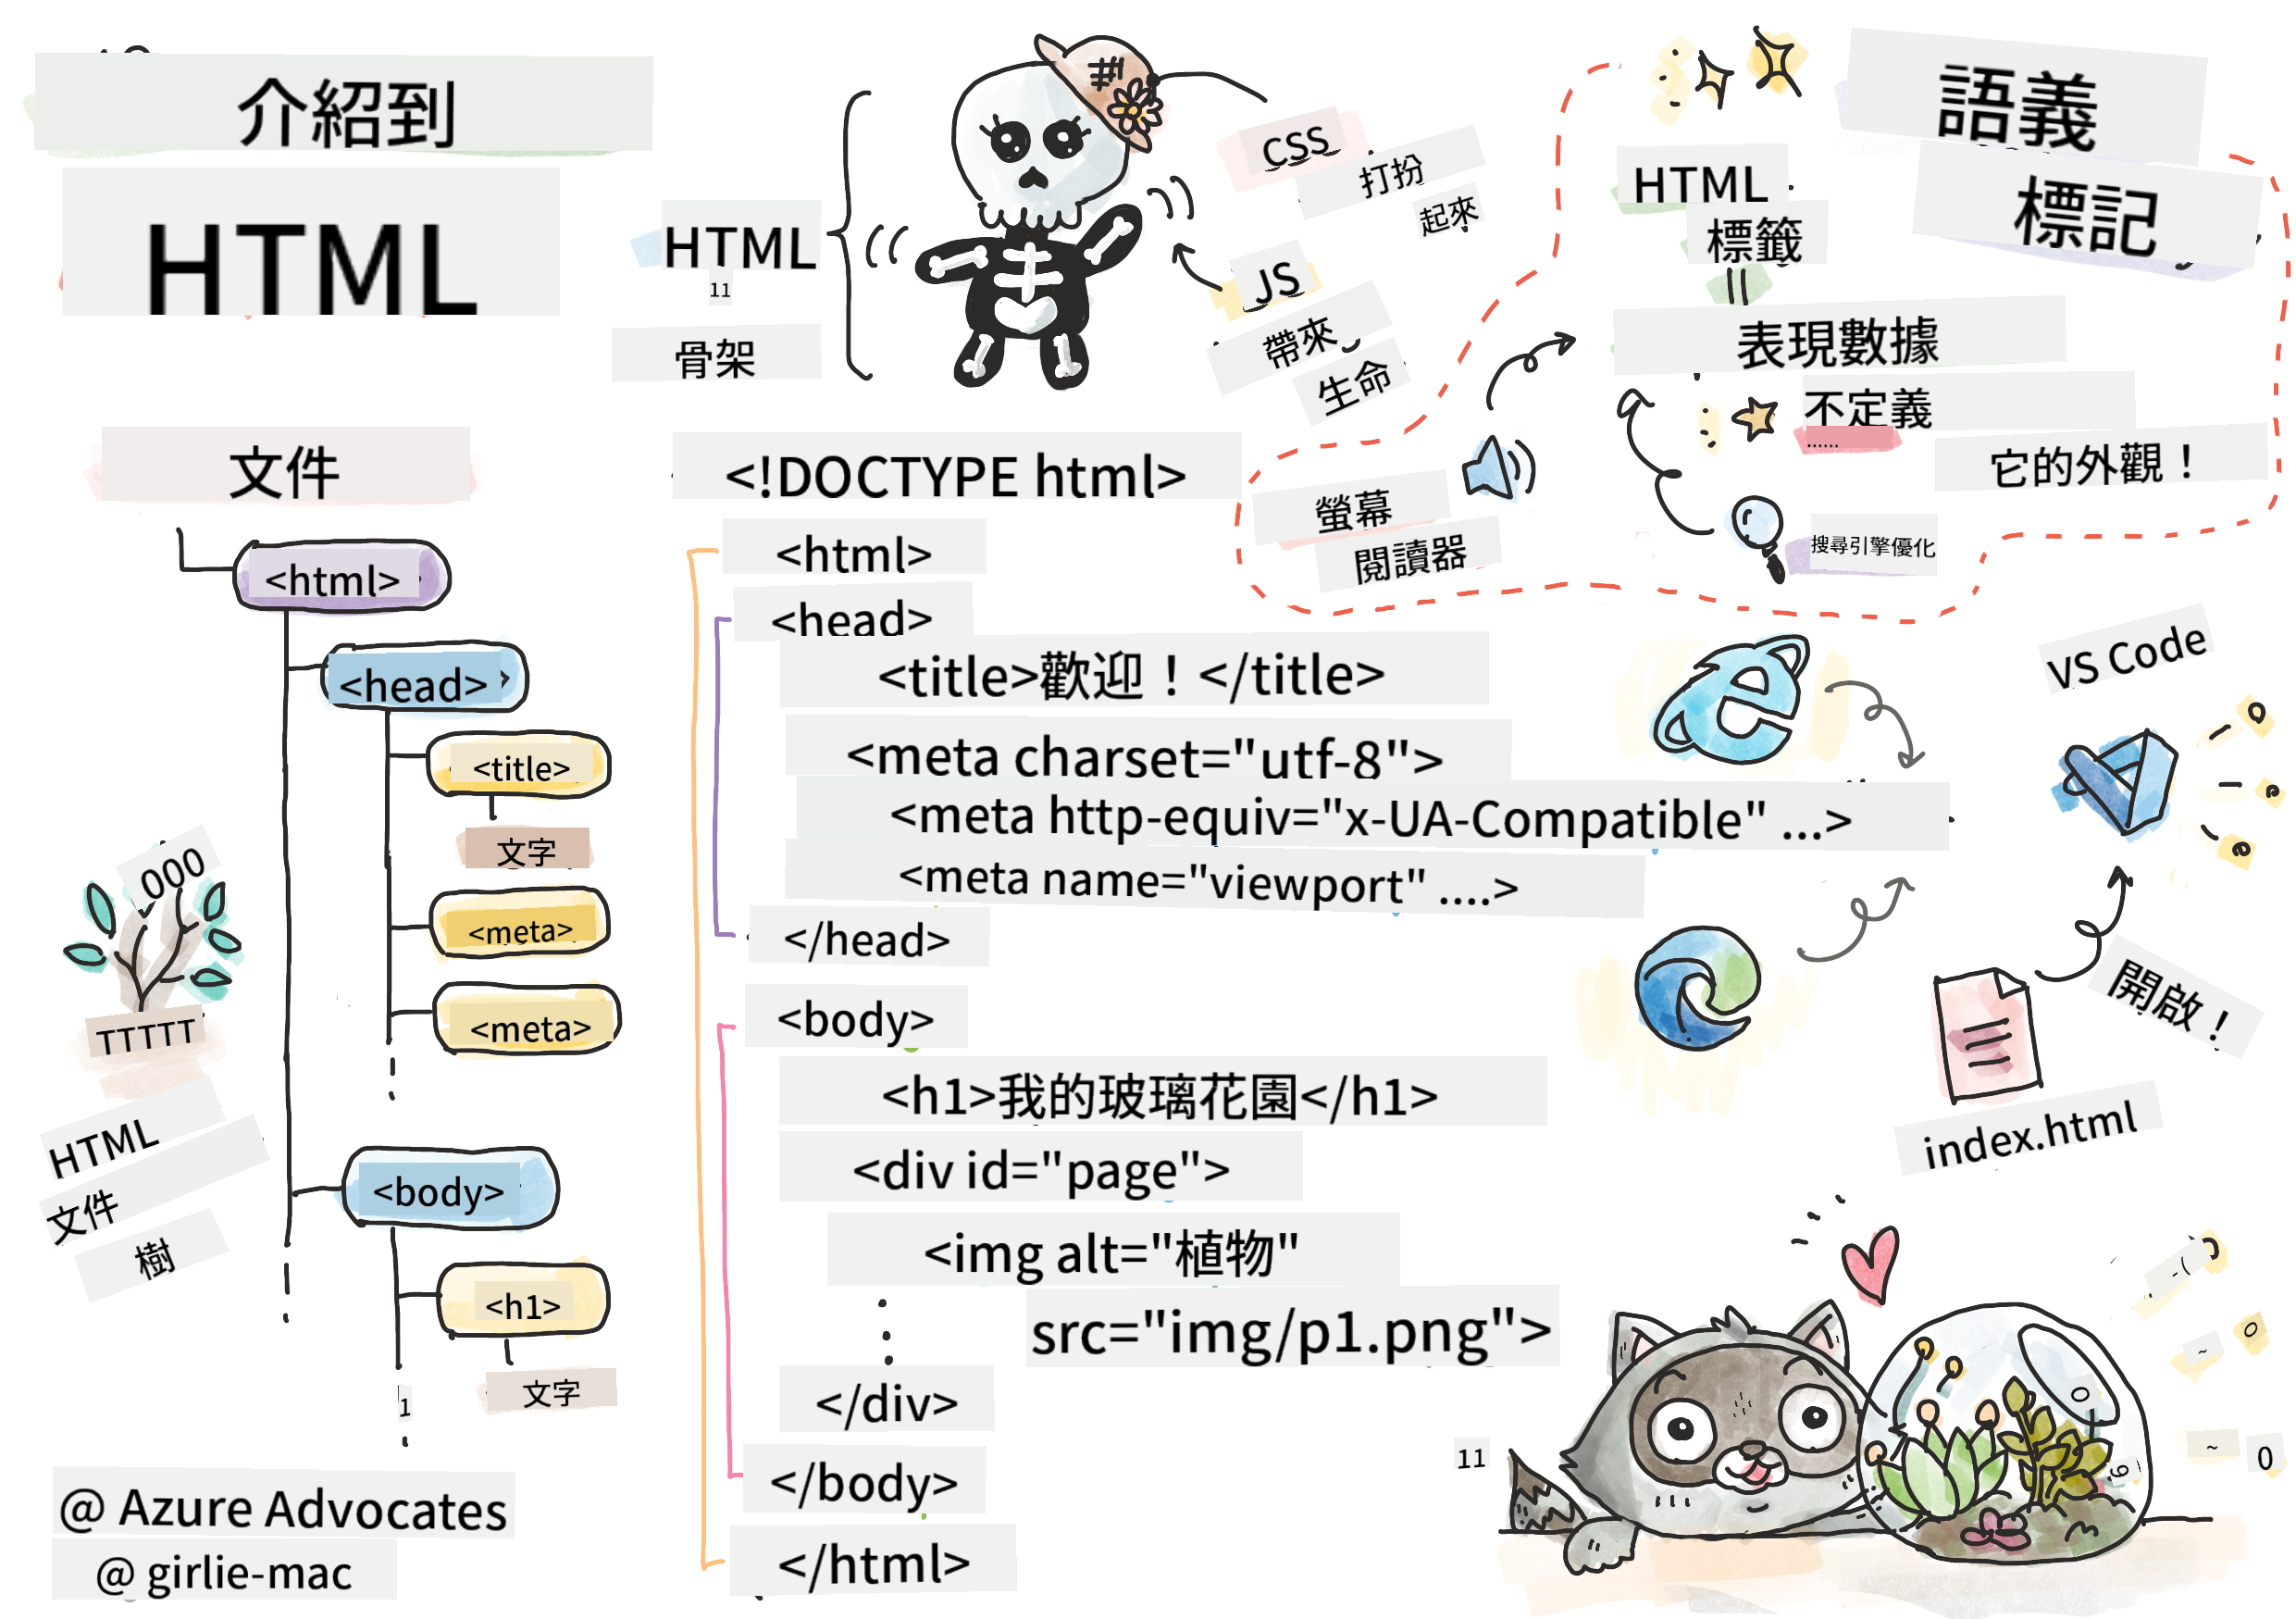 介紹到
HTML
HTML
11
骨架
CSS
打扮
起來
JS
帶來
生命
語義
標記
HTML
標籤
||
表現數據
不定義
......
它的外觀！
螢幕
閱讀器
搜尋引擎優化
文件
<html>
<head>
<title>
文字
<meta>
<meta>
<body>
<h1>
文字
1
000
TTTTT
HTML
文件
樹
<!DOCTYPE html>
<html>
<head>
<title>歡迎！</title>
<meta charset="utf-8">
<meta http-equiv="x-UA-Compatible" ...>
<meta name="viewport" ....>
</head>
<body>
<h1>我的玻璃花園</h1>
<div id="page">
<img alt="植物"
src="img/p1.png">
</div>
</body>
</html>
VS Code
開啟！
index.html
11
@ Azure Advocates
@ girlie-mac